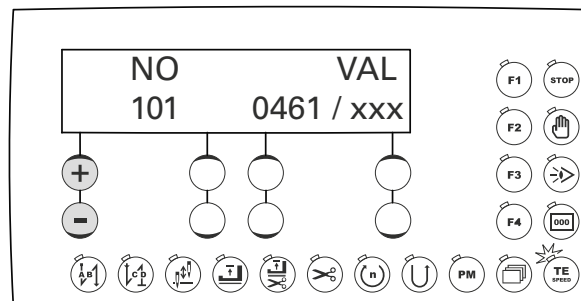 NO VAL
101 0461 / xxx
F1 STOP
F2
+
F3
-
F4 000
A B C D n PM TE
SPEED